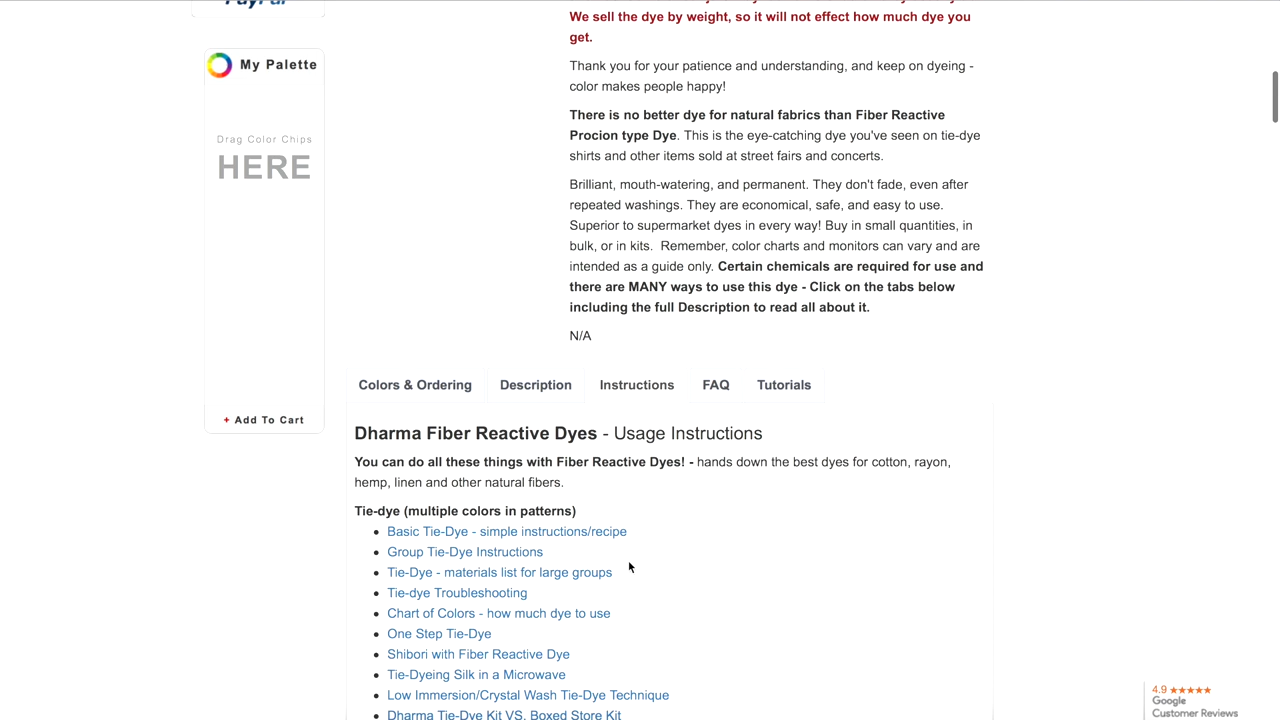 PayPal
We sell the dye by weight, so it will not effect how much dye you
get.
My Palette
Thank you for your patience and understanding, and keep on dyeing -
color makes people happy!
There is no better dye for natural fabrics than Fiber Reactive
Procion type Dye. This is the eye-catching dye you've seen on tie-dye
shirts and other items sold at street fairs and concerts.
Drag Color Chips
HERE
Brilliant, mouth-watering, and permanent. They don't fade, even after
repeated washings. They are economical, safe, and easy to use.
Superior to supermarket dyes in every way! Buy in small quantities, in
bulk, or in kits.  Remember, color charts and monitors can vary and are
intended as a guide only. Certain chemicals are required for use and
there are MANY ways to use this dye - Click on the tabs below
including the full Description to read all about it.
N/A
+ Add To Cart
Colors & Ordering Description Instructions FAQ Tutorials
Dharma Fiber Reactive Dyes - Usage Instructions
You can do all these things with Fiber Reactive Dyes! - hands down the best dyes for cotton, rayon,
hemp, linen and other natural fibers.
Tie-dye (multiple colors in patterns)
• Basic Tie-Dye - simple instructions/recipe
• Group Tie-Dye Instructions
• Tie-Dye - materials list for large groups
• Tie-dye Troubleshooting
• Chart of Colors - how much dye to use
• One Step Tie-Dye
• Shibori with Fiber Reactive Dye
• Tie-Dyeing Silk in a Microwave
• Low Immersion/Crystal Wash Tie-Dye Technique
• Dharma Tie-Dye Kit VS. Boxed Store Kit
4.9 ★★★★★
Google
Customer Reviews